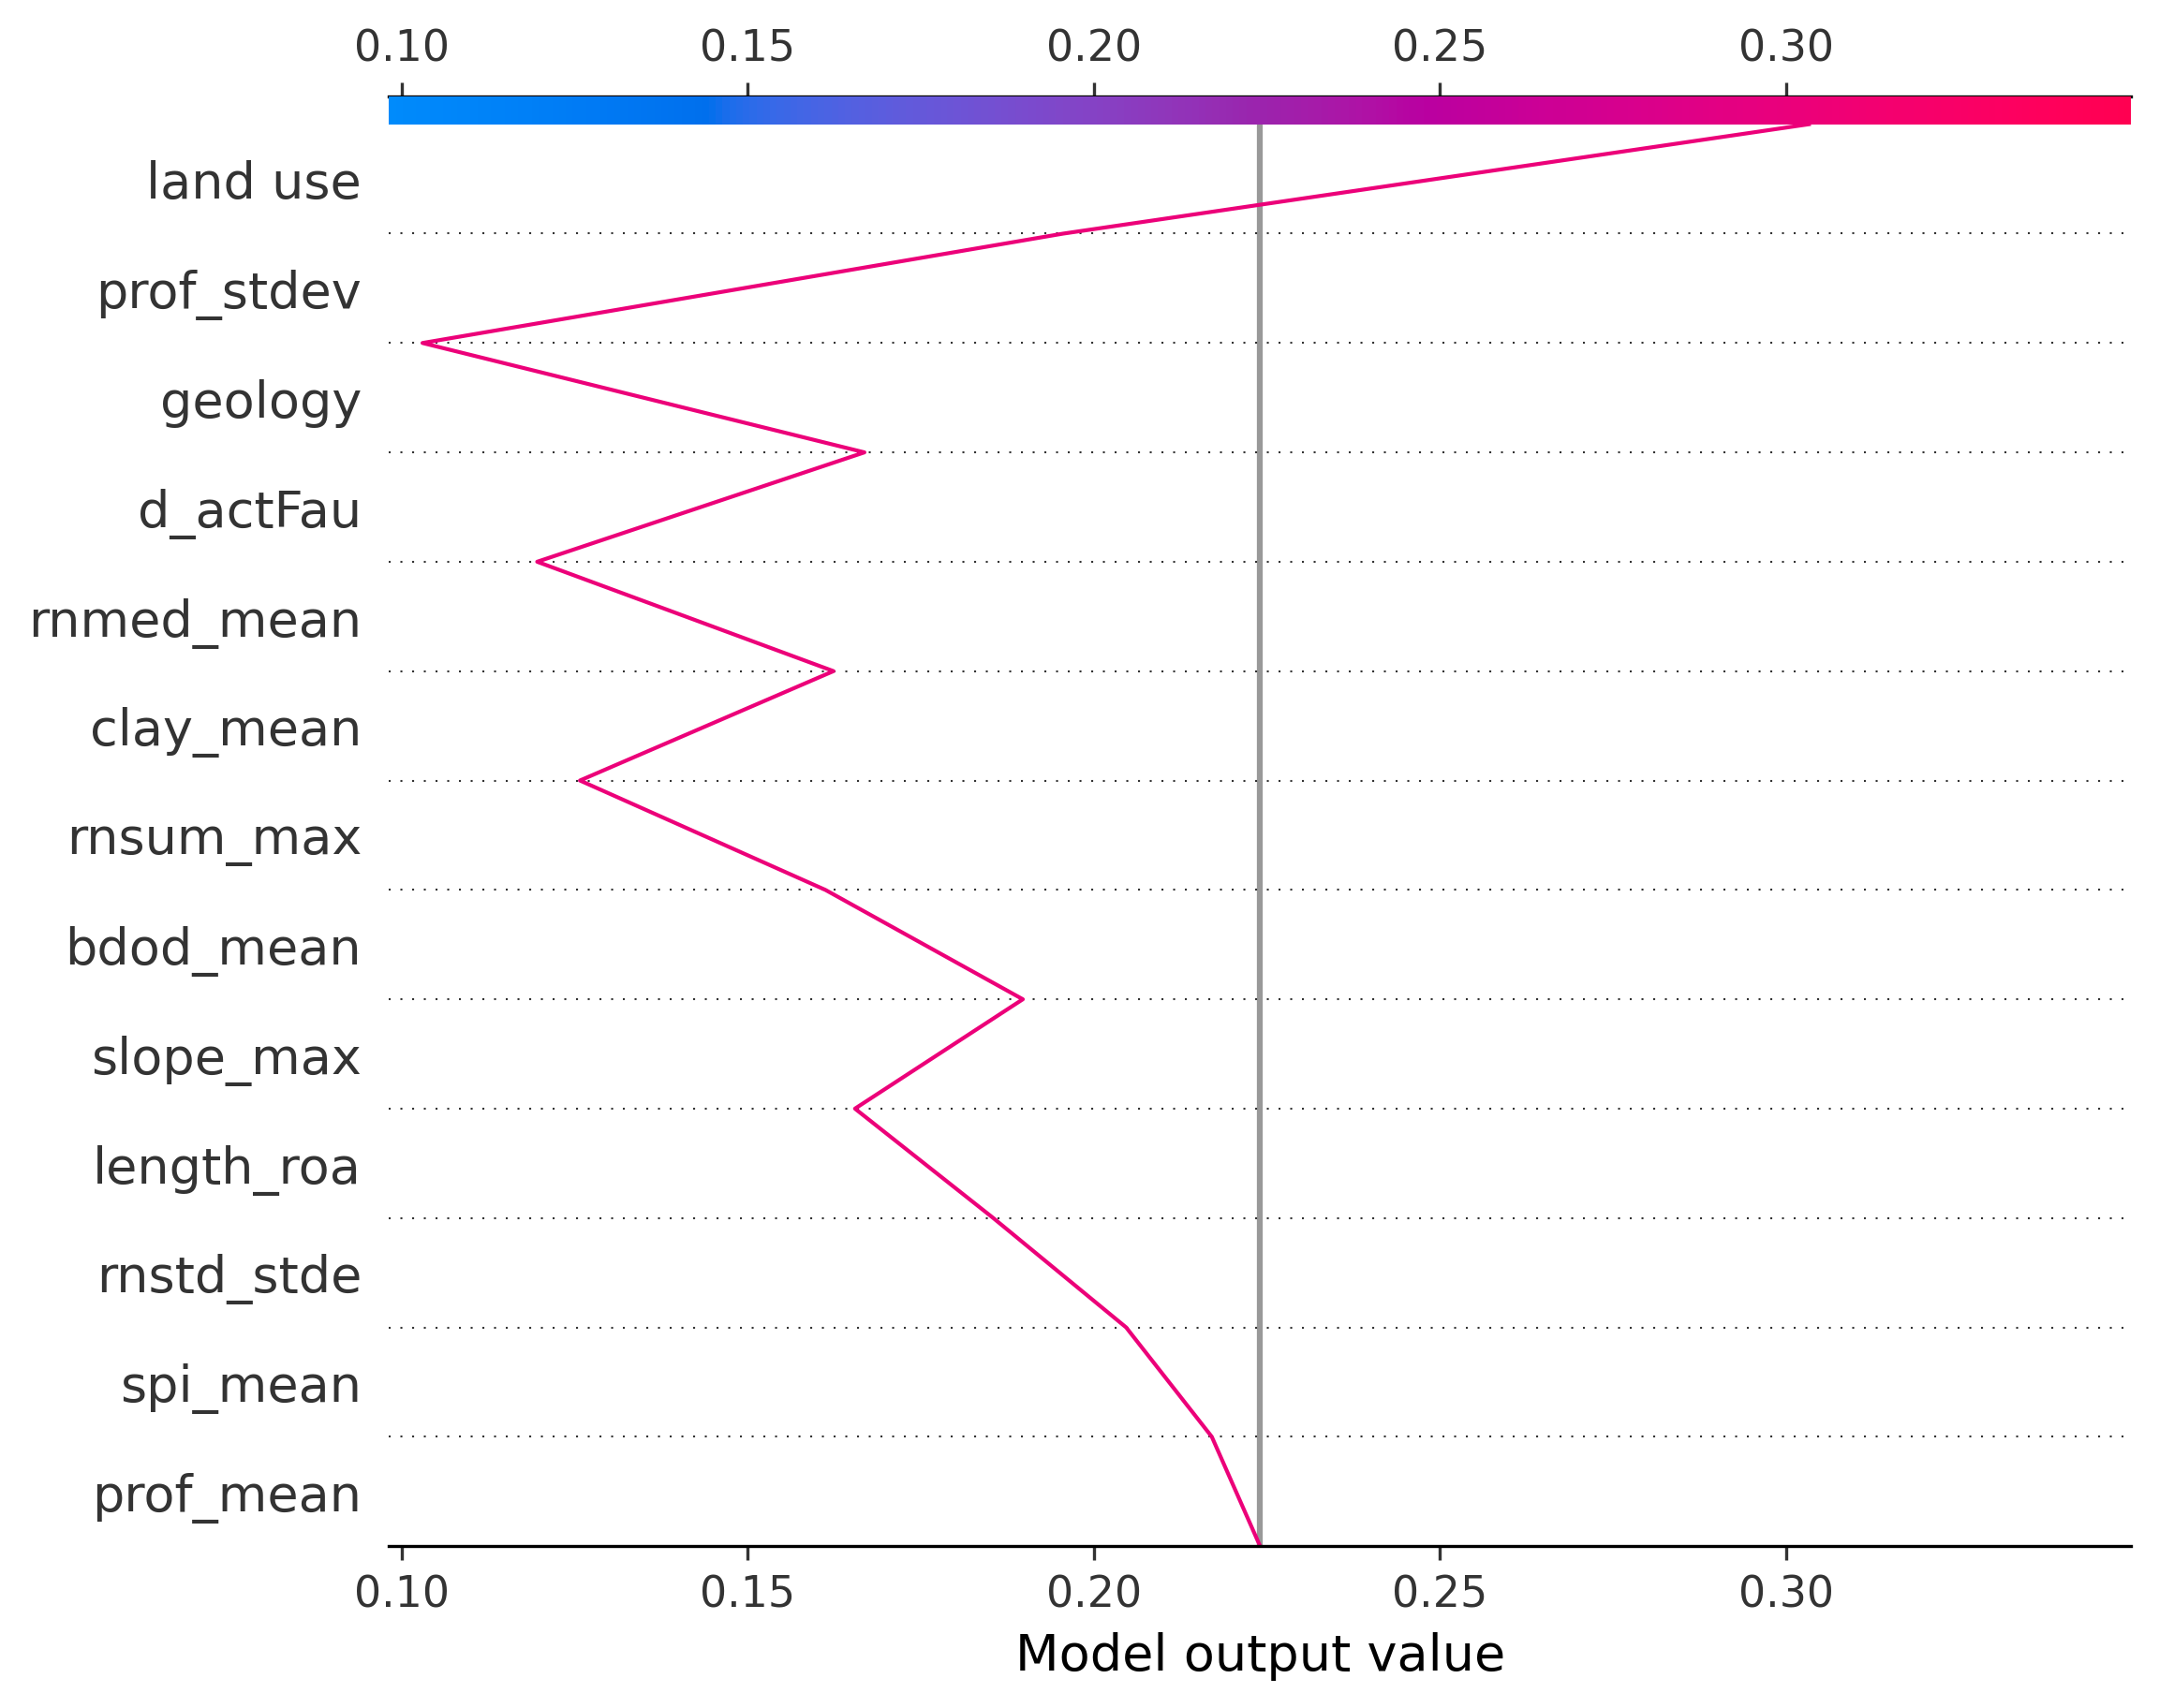 0.10 0.15 0.20 0.25 0.30
land use
prof_stdev
geology
d_actFau
rnmed_mean
clay_mean
rnsum_max
bdod_mean
slope_max
length_roa
rnstd_stde
spi_mean
prof_mean
0.10 0.15 0.20 0.25 0.30
Model output value